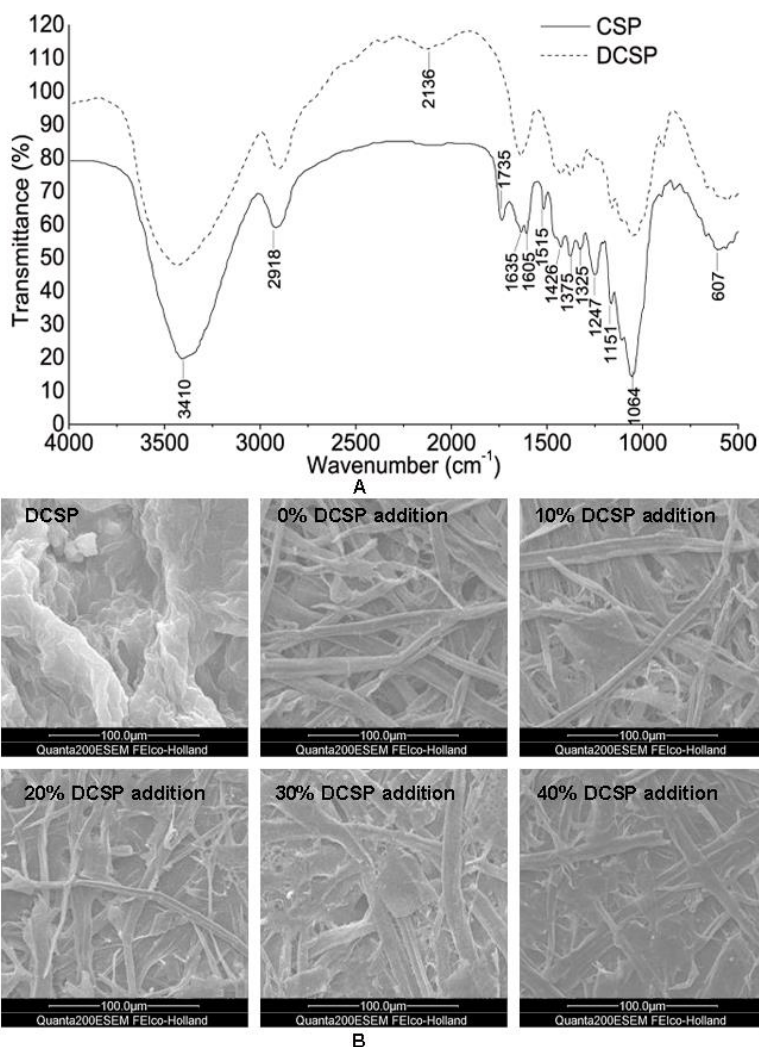 120
110
100
90
80
70
60
50
40
30
20
10
0
Transmittance (%)
CSP
DCSP
2136
1735
2918
1635
1605
1515
1426
1375
1325
1247
1151
1064
607
3410
4000 3500 3000 2500 2000 1500 1000 500
Wavenumber (cm⁻¹)
A
DCSP
0% DCSP addition
10% DCSP addition
100.0μm
100.0μm
100.0μm
Quanta200ESEM FEIco-Holland
Quanta200ESEM FEIco-Holland
Quanta200ESEM FEIco-Holland
20% DCSP addition
30% DCSP addition
40% DCSP addition
100.0μm
100.0μm
100.0μm
Quanta200ESEM FEIco-Holland
Quanta200ESEM FEIco-Holland
Quanta200ESEM FEIco-Holland
B